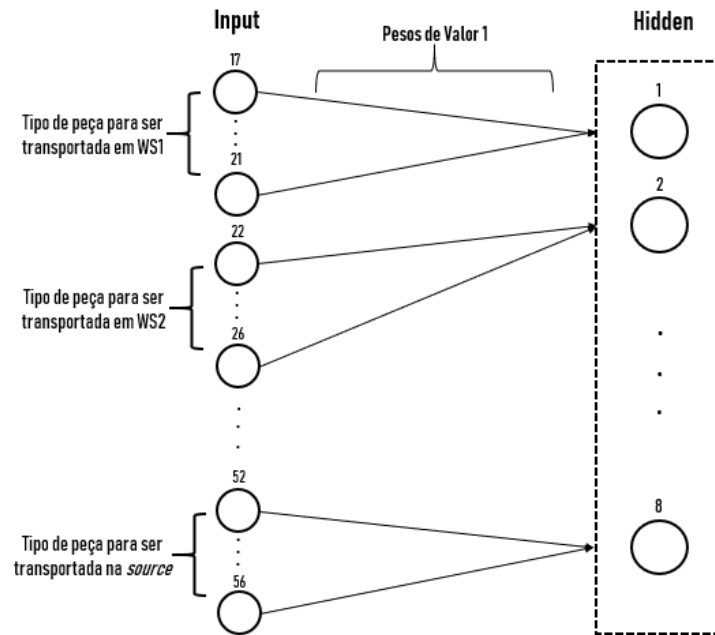 Input
Pesos de Valor 1
Hidden
17
Tipo de peça para ser
transportada em WS1
21
1
22
2
Tipo de peça para ser
transportada em WS2
26
52
8
Tipo de peça para ser
transportada na source
56